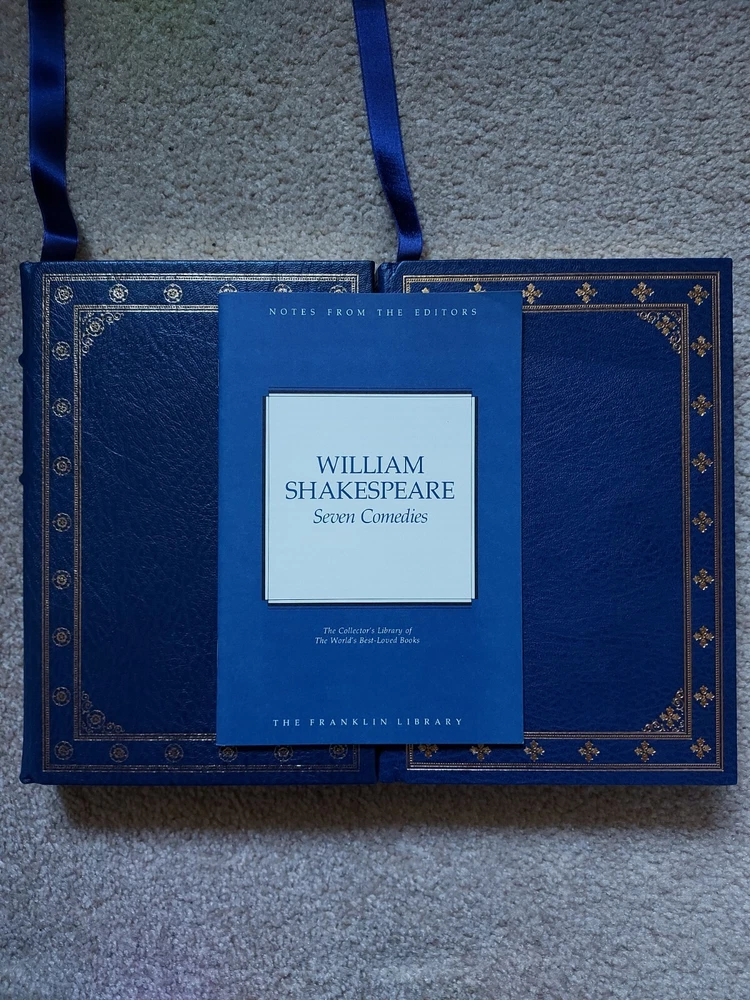 NOTES FROM THE EDITORS
WILLIAM
SHAKESPEARE
Seven Comedies
The Collector's Library of
The World's Best-Loved Books
THE FRANKLIN LIBRARY